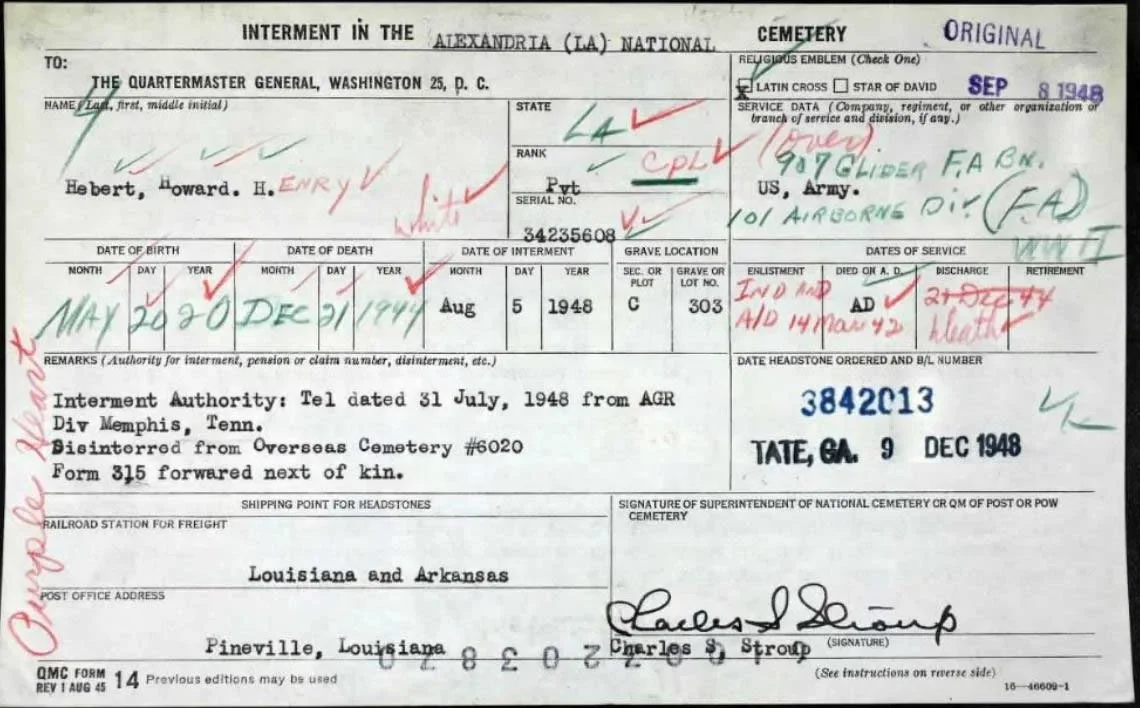 INTERMENT IN THE ALEXANDRIA (LA) NATIONAL CEMETERY ORIGINAL
TO:
THE QUARTERMASTER GENERAL, WASHINGTON 25, D. C.
RELIGIOUS EMBLEM (Check One)
x LATIN CROSS STAR OF DAVID SEP 8 1948
NAME (Last, first, middle initial)
Hebert, Howard. H. ENRY
white
STATE
LA
RANK
Pvt CPL
SERIAL NO.
34235608
SERVICE DATA (Company, regiment, or other organization or branch of service and division, if any.)
(over)
907 GLIDER F.A BN.
US, Army.
101 AIRBORNE Div. (F.A)
WW II
DATE OF BIRTH DATE OF DEATH DATE OF INTERMENT GRAVE LOCATION DATES OF SERVICE
MONTH DAY YEAR MONTH DAY YEAR MONTH DAY YEAR SEC. OR PLOT GRAVE OR LOT NO. ENLISTMENT DIED ON A. D. DISCHARGE RETIREMENT
MAY 20 20 DEC 21 1944 Aug 5 1948 C 303 IND AND A/D 14 Mar 42 AD 21 Dec 44 death
Purple Heart
REMARKS (Authority for interment, pension or claim number, disinterment, etc.)
Interment Authority: Tel dated 31 July, 1948 from AGR
Div Memphis, Tenn.
Disinterred from Overseas Cemetery #6020
Form 315 forwared next of kin.
DATE HEADSTONE ORDERED AND B/L NUMBER
3842013
TATE, GA. 9 DEC 1948
SHIPPING POINT FOR HEADSTONES
RAILROAD STATION FOR FREIGHT
Louisiana and Arkansas
POST OFFICE ADDRESS
Pineville, Louisiana
SIGNATURE OF SUPERINTENDENT OF NATIONAL CEMETERY OR QM OF POST OR POW CEMETERY
Charles S Stroup
Charles S. Stroup (SIGNATURE)
QMC FORM 14 Previous editions may be used
REV 1 AUG 45
(See instructions on reverse side)
16—46609-1